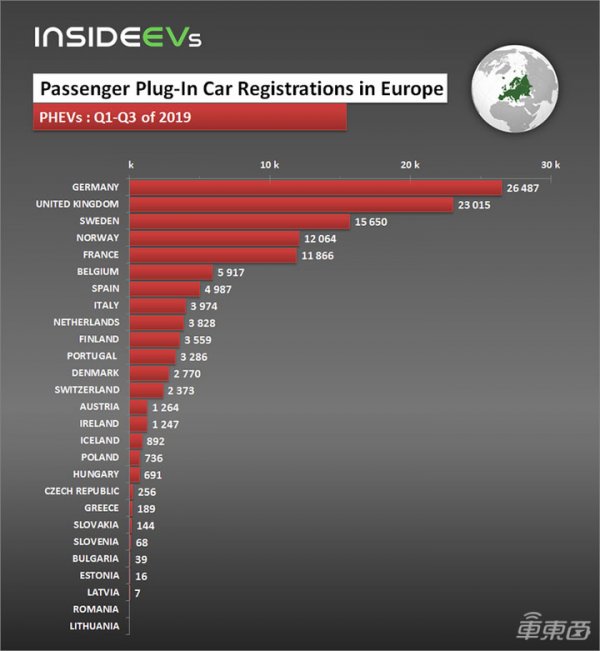 INSIDEEVs
Passenger Plug-In Car Registrations in Europe
PHEVs : Q1-Q3 of 2019
k 10 k 20 k 30 k
GERMANY 26 487
UNITED KINGDOM 23 015
SWEDEN 15 650
NORWAY 12 064
FRANCE 11 866
BELGIUM 5 917
SPAIN 4 987
ITALY 3 974
NETHERLANDS 3 828
FINLAND 3 559
PORTUGAL 3 286
DENMARK 2 770
SWITZERLAND 2 373
AUSTRIA 1 264
IRELAND 1 247
ICELAND 892
POLAND 736
HUNGARY 691
CZECH REPUBLIC 256
GREECE 189
SLOVAKIA 144
SLOVENIA 68
BULGARIA 39
ESTONIA 16
LATVIA 7
ROMANIA
LITHUANIA
車東西